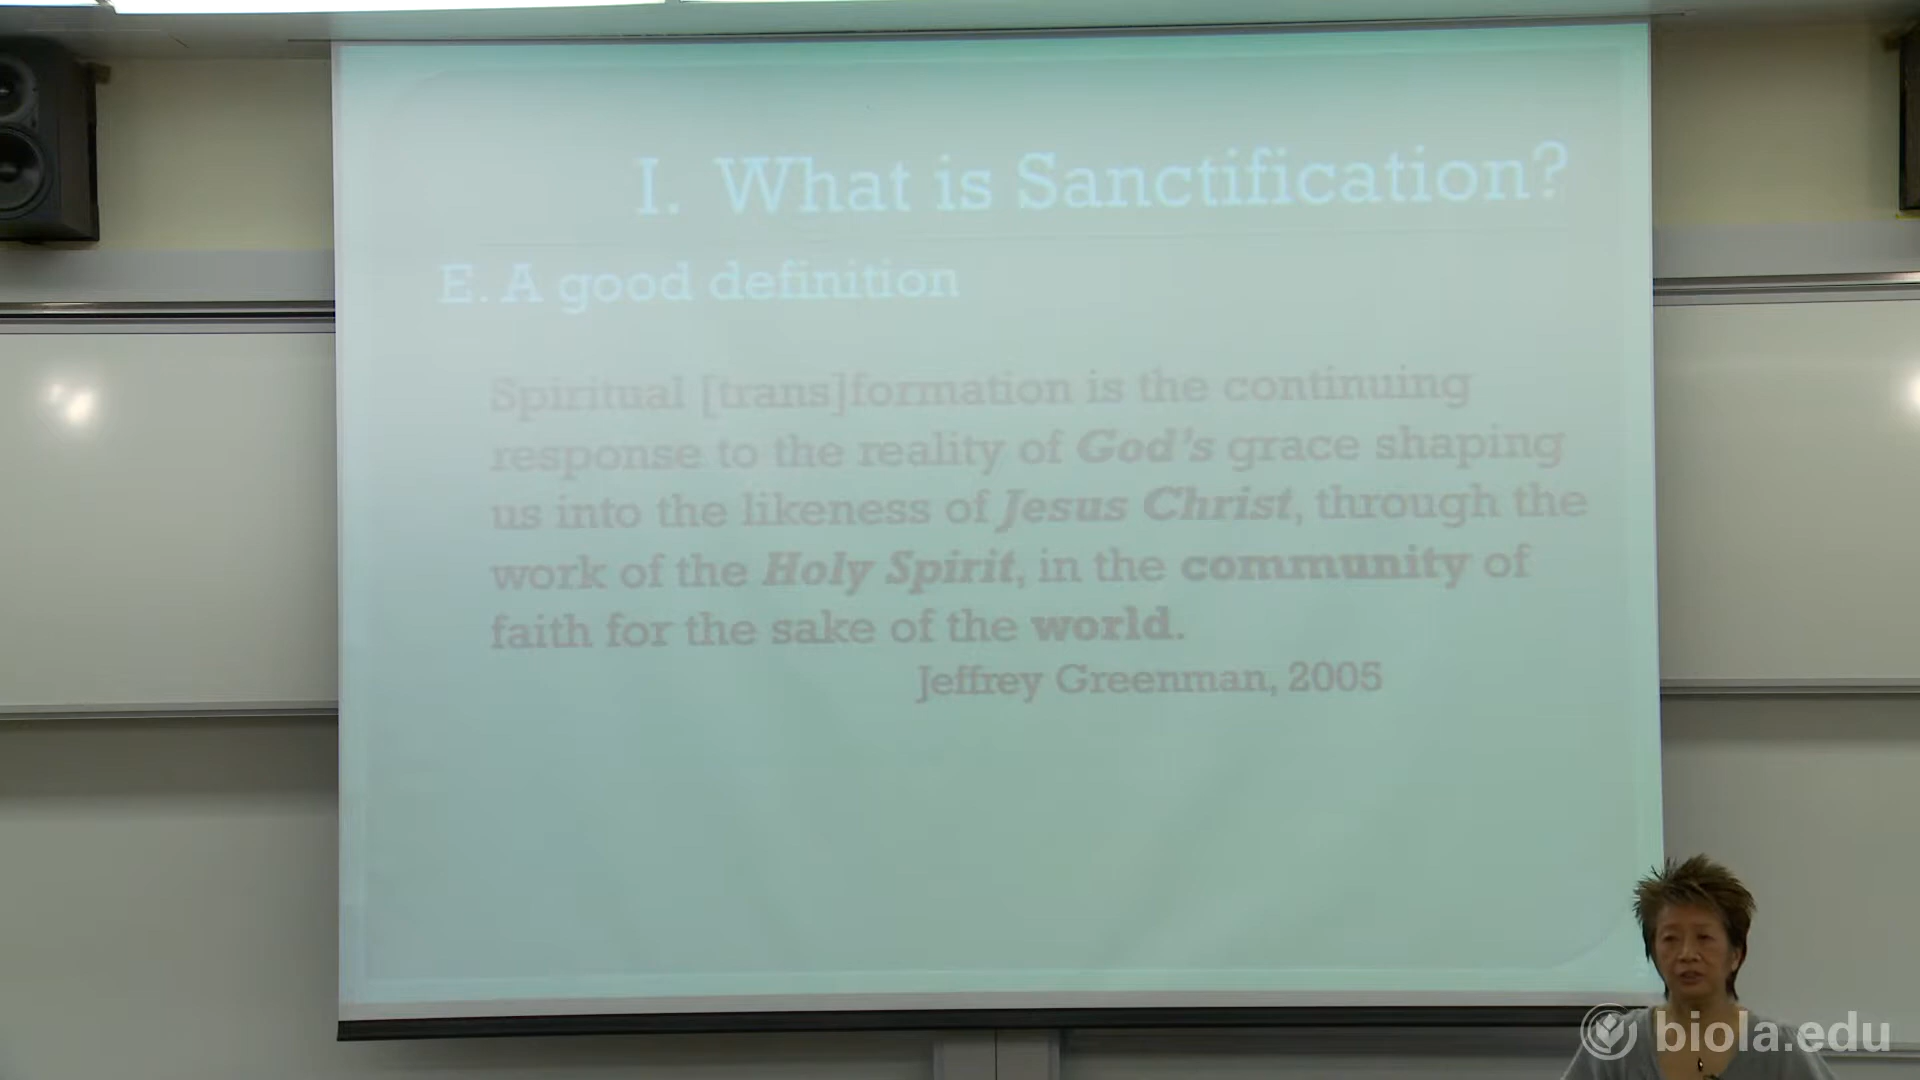 I. What is Sanctification?
E. A good definition
Spiritual [trans]formation is the continuing
response to the reality of God's grace shaping
us into the likeness of Jesus Christ, through the
work of the Holy Spirit, in the community of
faith for the sake of the world.
Jeffrey Greenman, 2005
biola.edu